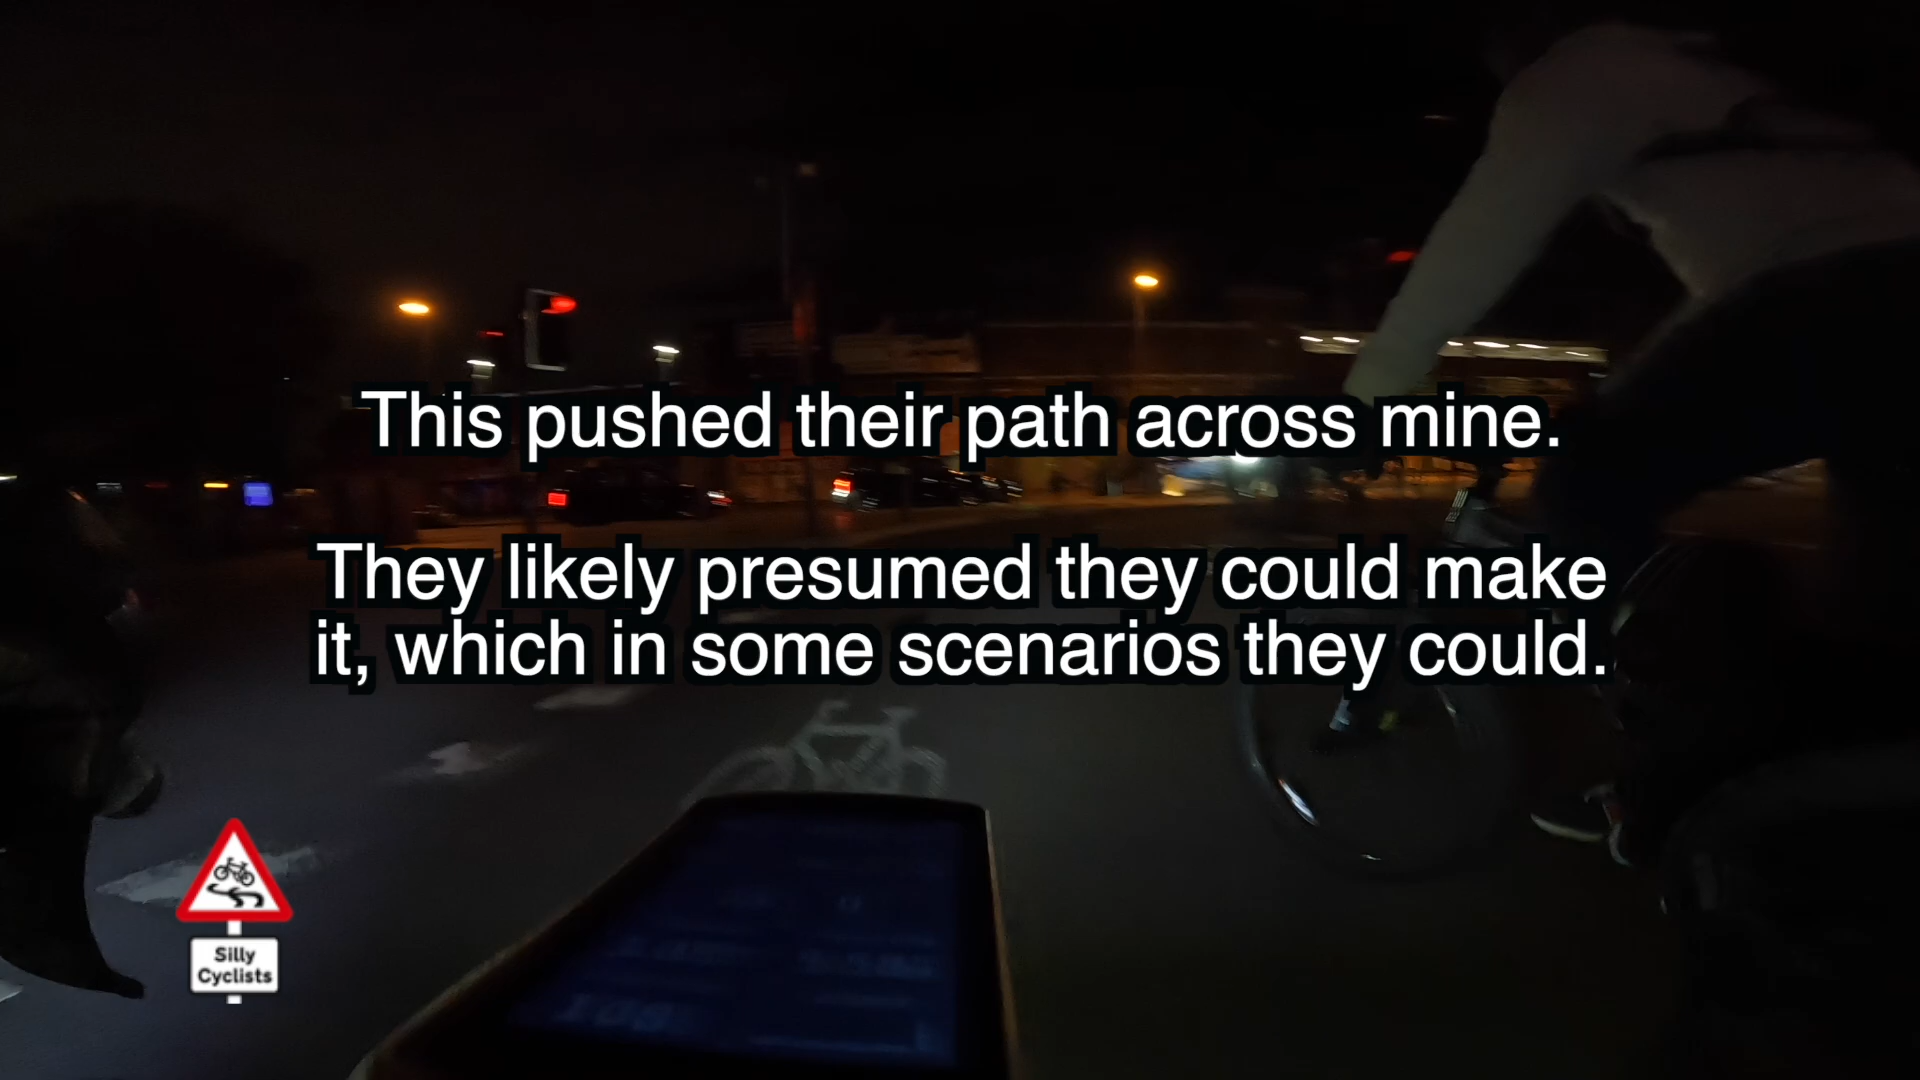 This pushed their path across mine.
They likely presumed they could make
it, which in some scenarios they could.
Silly
Cyclists